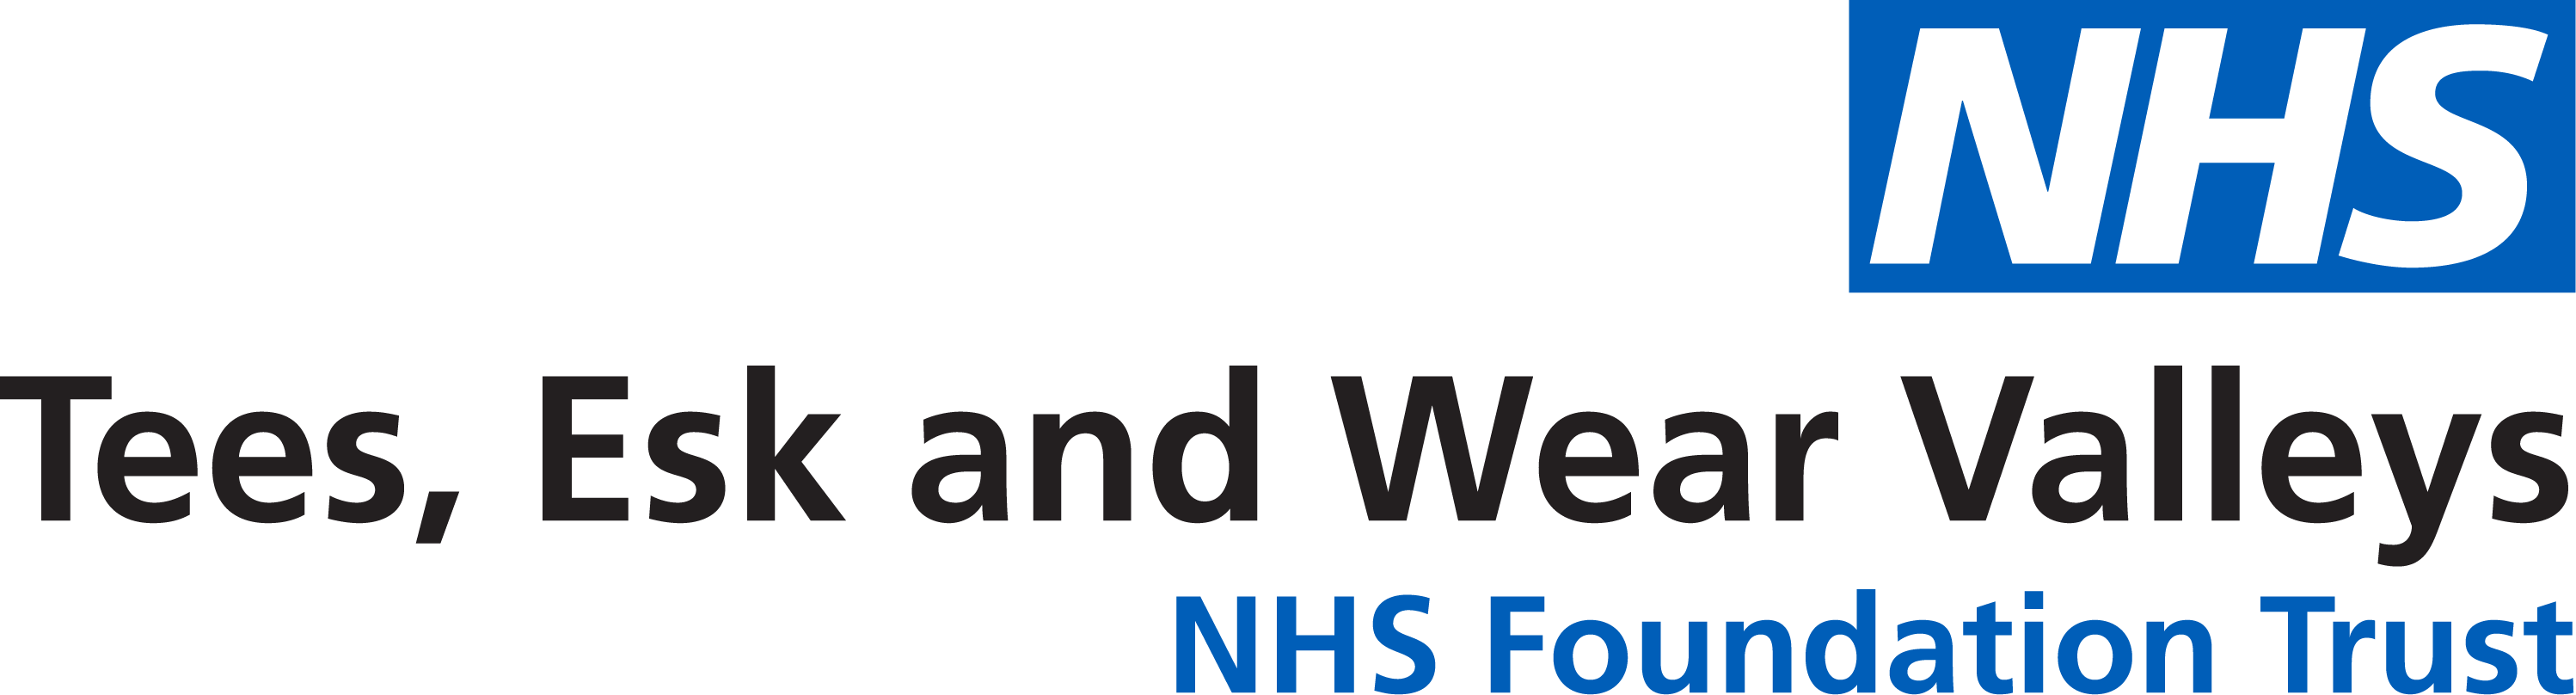 NHS
Tees, Esk and Wear Valleys
NHS Foundation Trust